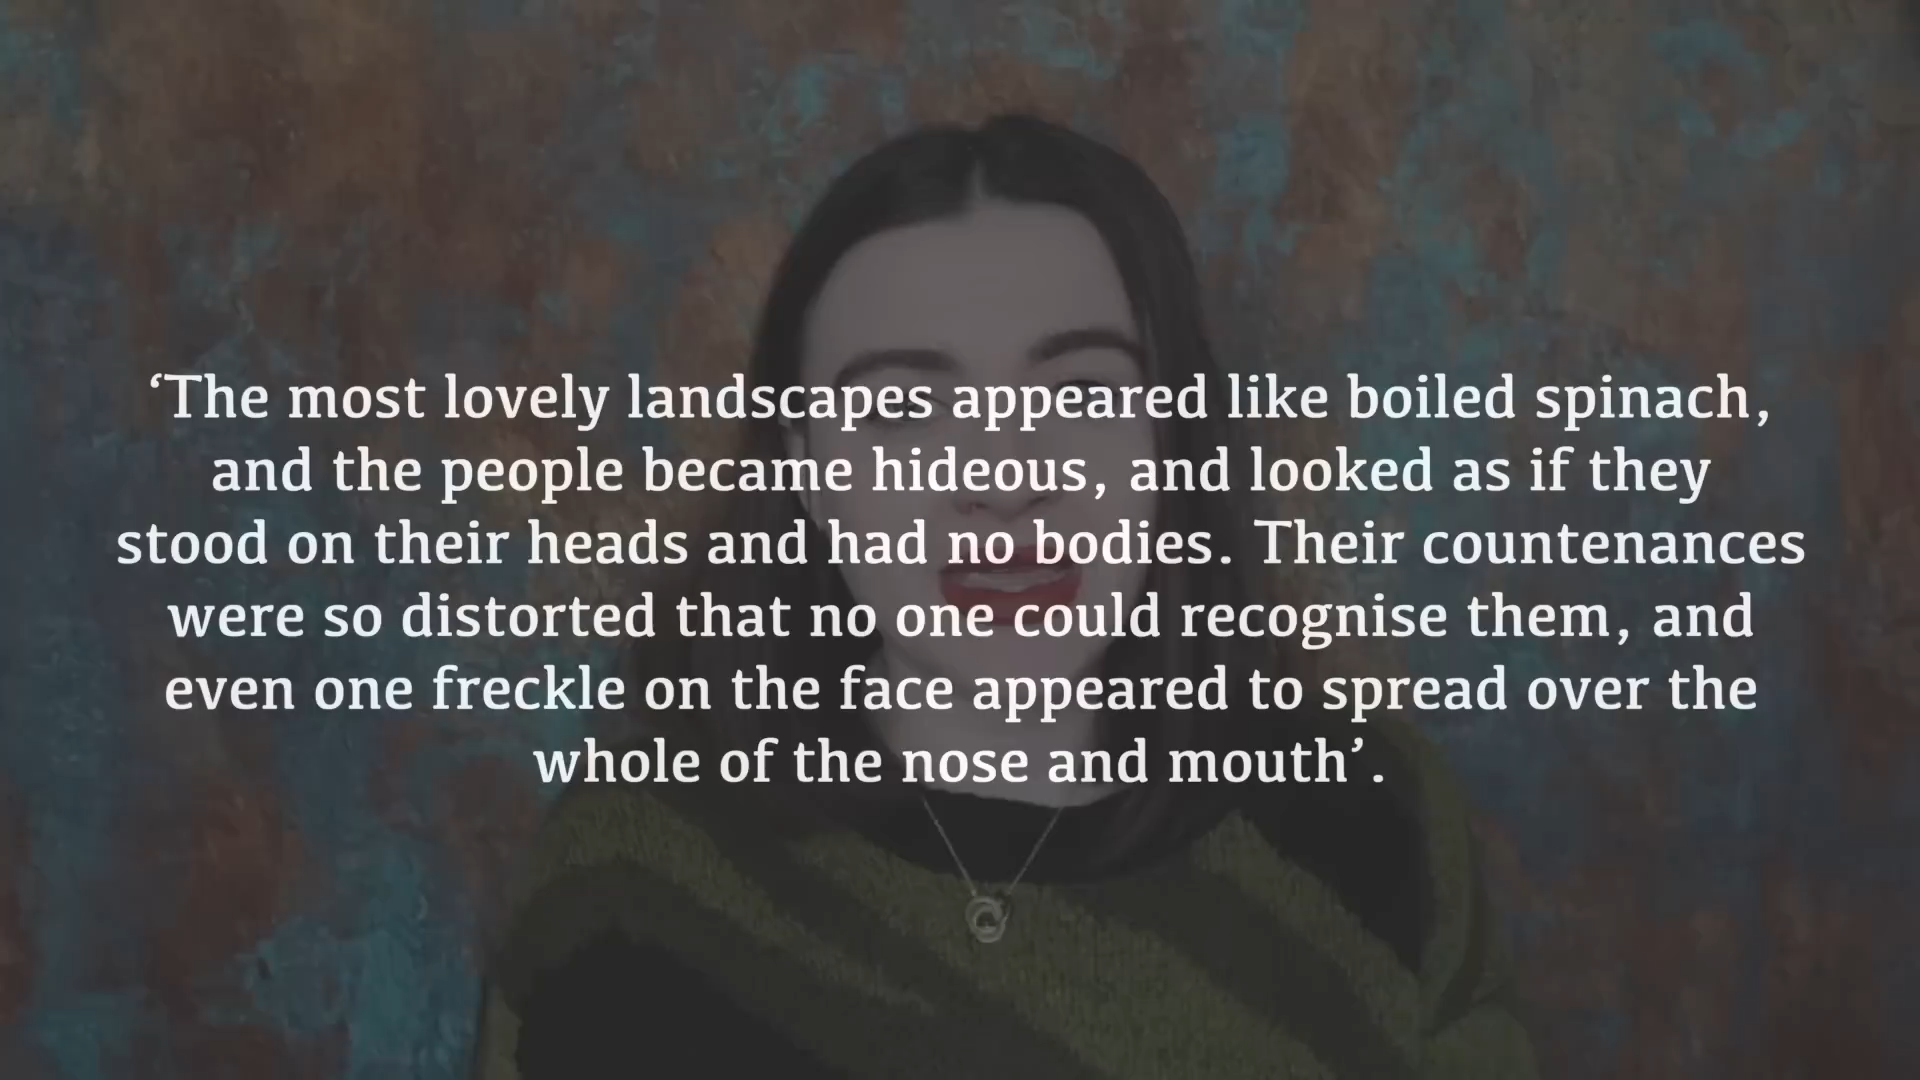 ‘The most lovely landscapes appeared like boiled spinach,
and the people became hideous, and looked as if they
stood on their heads and had no bodies. Their countenances
were so distorted that no one could recognise them, and
even one freckle on the face appeared to spread over the
whole of the nose and mouth’.